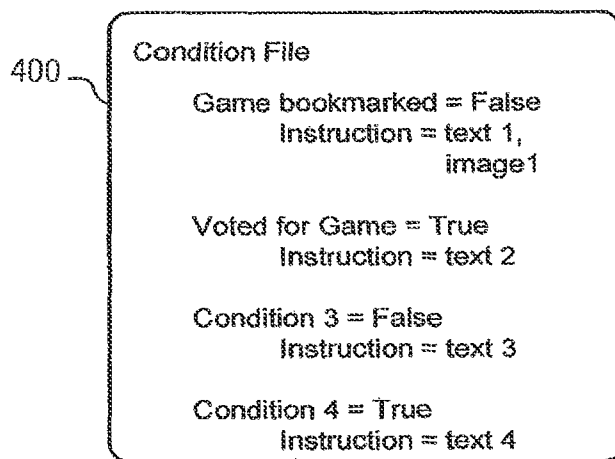 400
Condition File
Game bookmarked = False
Instruction = text 1,
image1
Voted for Game = True
Instruction = text 2
Condition 3 = False
Instruction = text 3
Condition 4 = True
Instruction = text 4